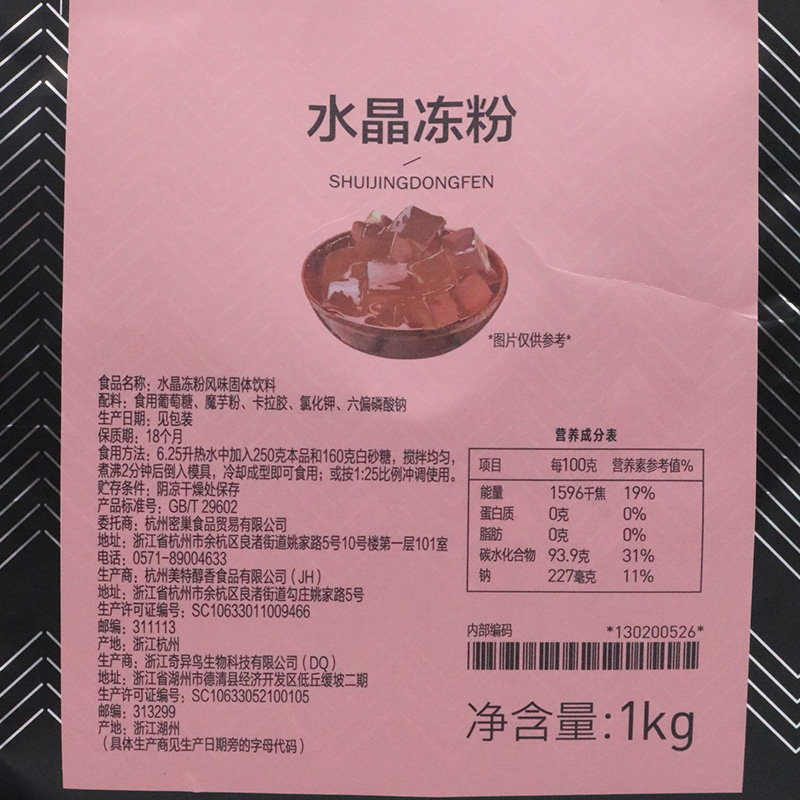 水晶冻粉
SHUIJINGDONGFEN
*图片仅供参考*
食品名称：水晶冻粉风味固体饮料
配料：食用葡萄糖、魔芋粉、卡拉胶、氯化钾、六偏磷酸钠
生产日期：见包装
保质期：18个月
食用方法：6.25升热水中加入250克本品和160克白砂糖，搅拌均匀，
煮沸2分钟后倒入模具，冷却成型即可食用；或按1:25比例冲调使用。
贮存条件：阴凉干燥处保存
产品标准号：GB/T 29602
委托商：杭州密巢食品贸易有限公司
地址：浙江省杭州市余杭区良渚街道姚家路5号10号楼第一层101室
电话：0571-89004633
生产商：杭州美特醇香食品有限公司（JH）
地址：浙江省杭州市余杭区良渚街道勾庄姚家路5号
生产许可证编号：SC10633011009466
邮编：311113
产地：浙江杭州
生产商：浙江奇异鸟生物科技有限公司（DQ）
地址：浙江省湖州市德清县经济开发区低丘缓坡二期
生产许可证编号：SC10633052100105
邮编：313299
产地：浙江湖州
（具体生产商见生产日期旁的字母代码）
营养成分表
项目 每100克 营养素参考值%
能量 1596千焦 19%
蛋白质 0克 0%
脂肪 0克 0%
碳水化合物 93.9克 31%
钠 227毫克 11%
内部编码 *130200526*
净含量:1kg